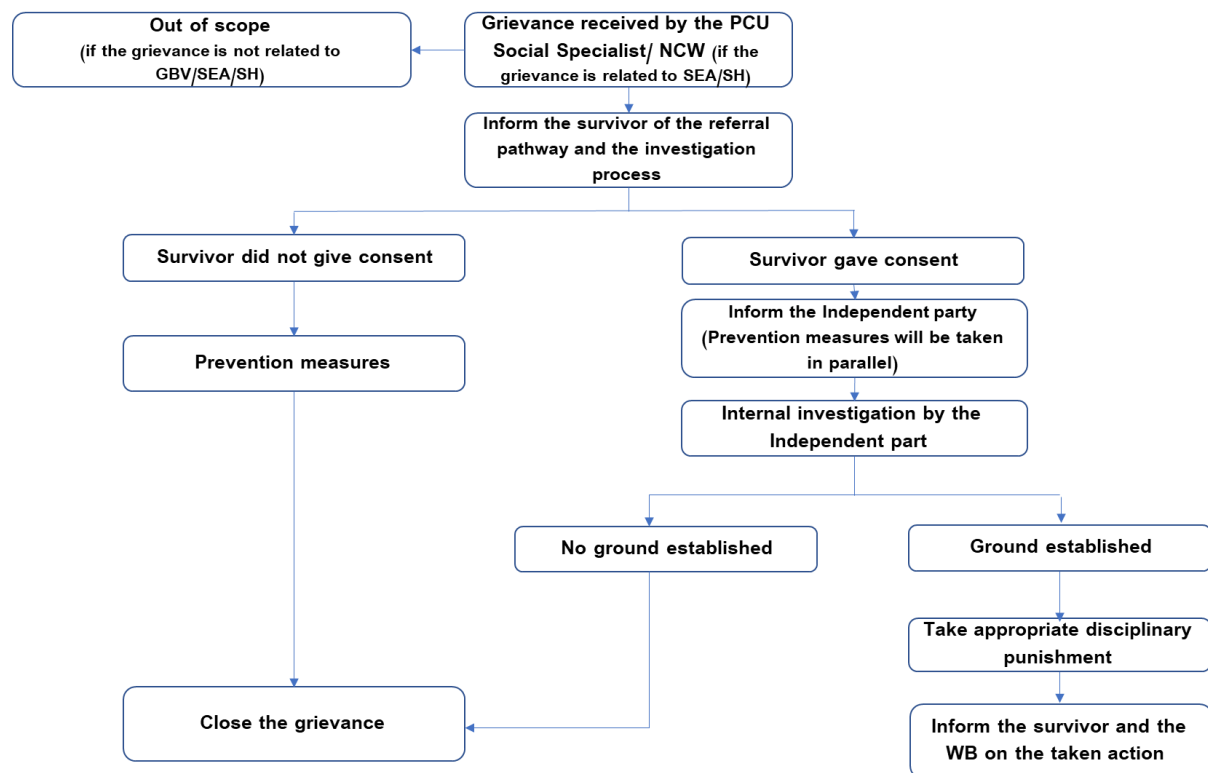 Out of scope
(if the grievance is not related to
GBV/SEA/SH)
Grievance received by the PCU
Social Specialist/ NCW (if the
grievance is related to SEA/SH)
Inform the survivor of the referral
pathway and the investigation
process
Survivor did not give consent
Survivor gave consent
Inform the Independent party
(Prevention measures will be taken
in parallel)
Prevention measures
Internal investigation by the
Independent part
No ground established
Ground established
Take appropriate disciplinary
punishment
Close the grievance
Inform the survivor and the
WB on the taken action